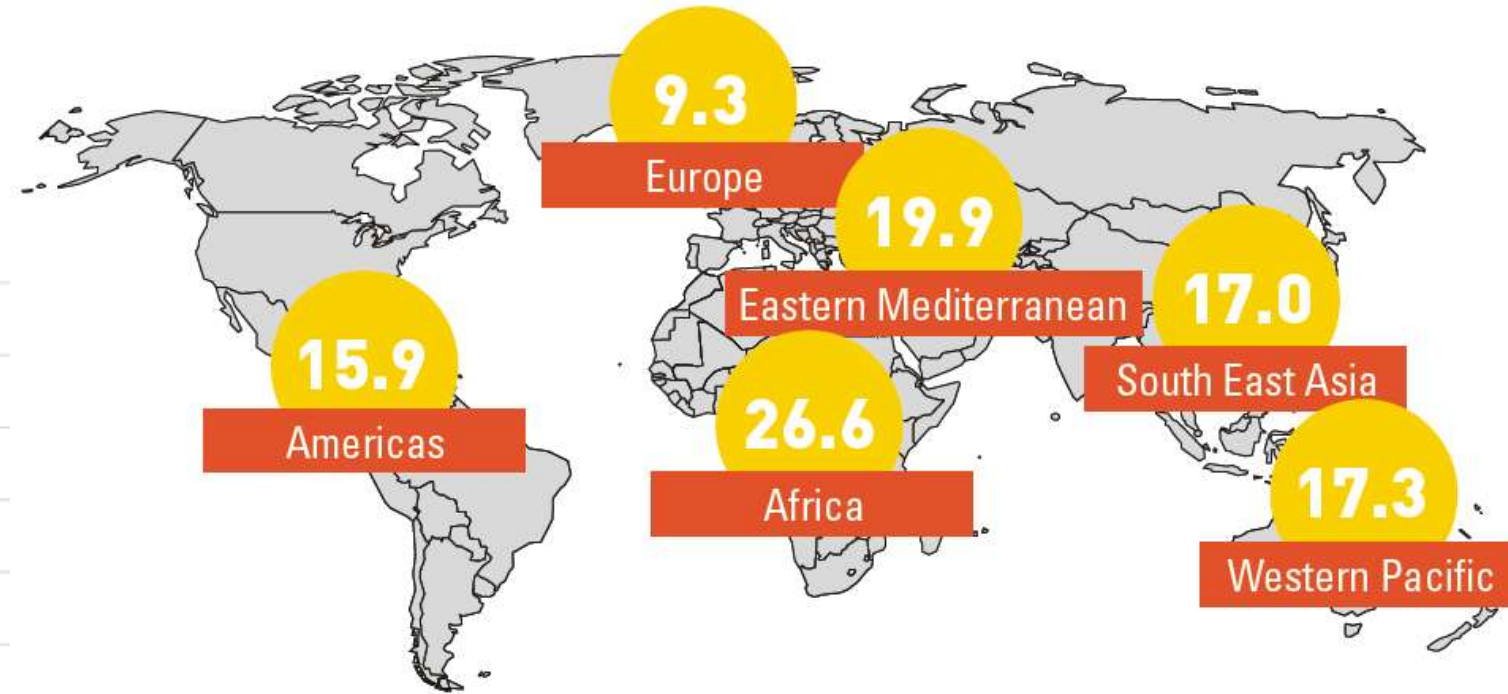 9.3
Europe
19.9
Eastern Mediterranean
17.0
South East Asia
15.9
Americas
26.6
Africa
17.3
Western Pacific